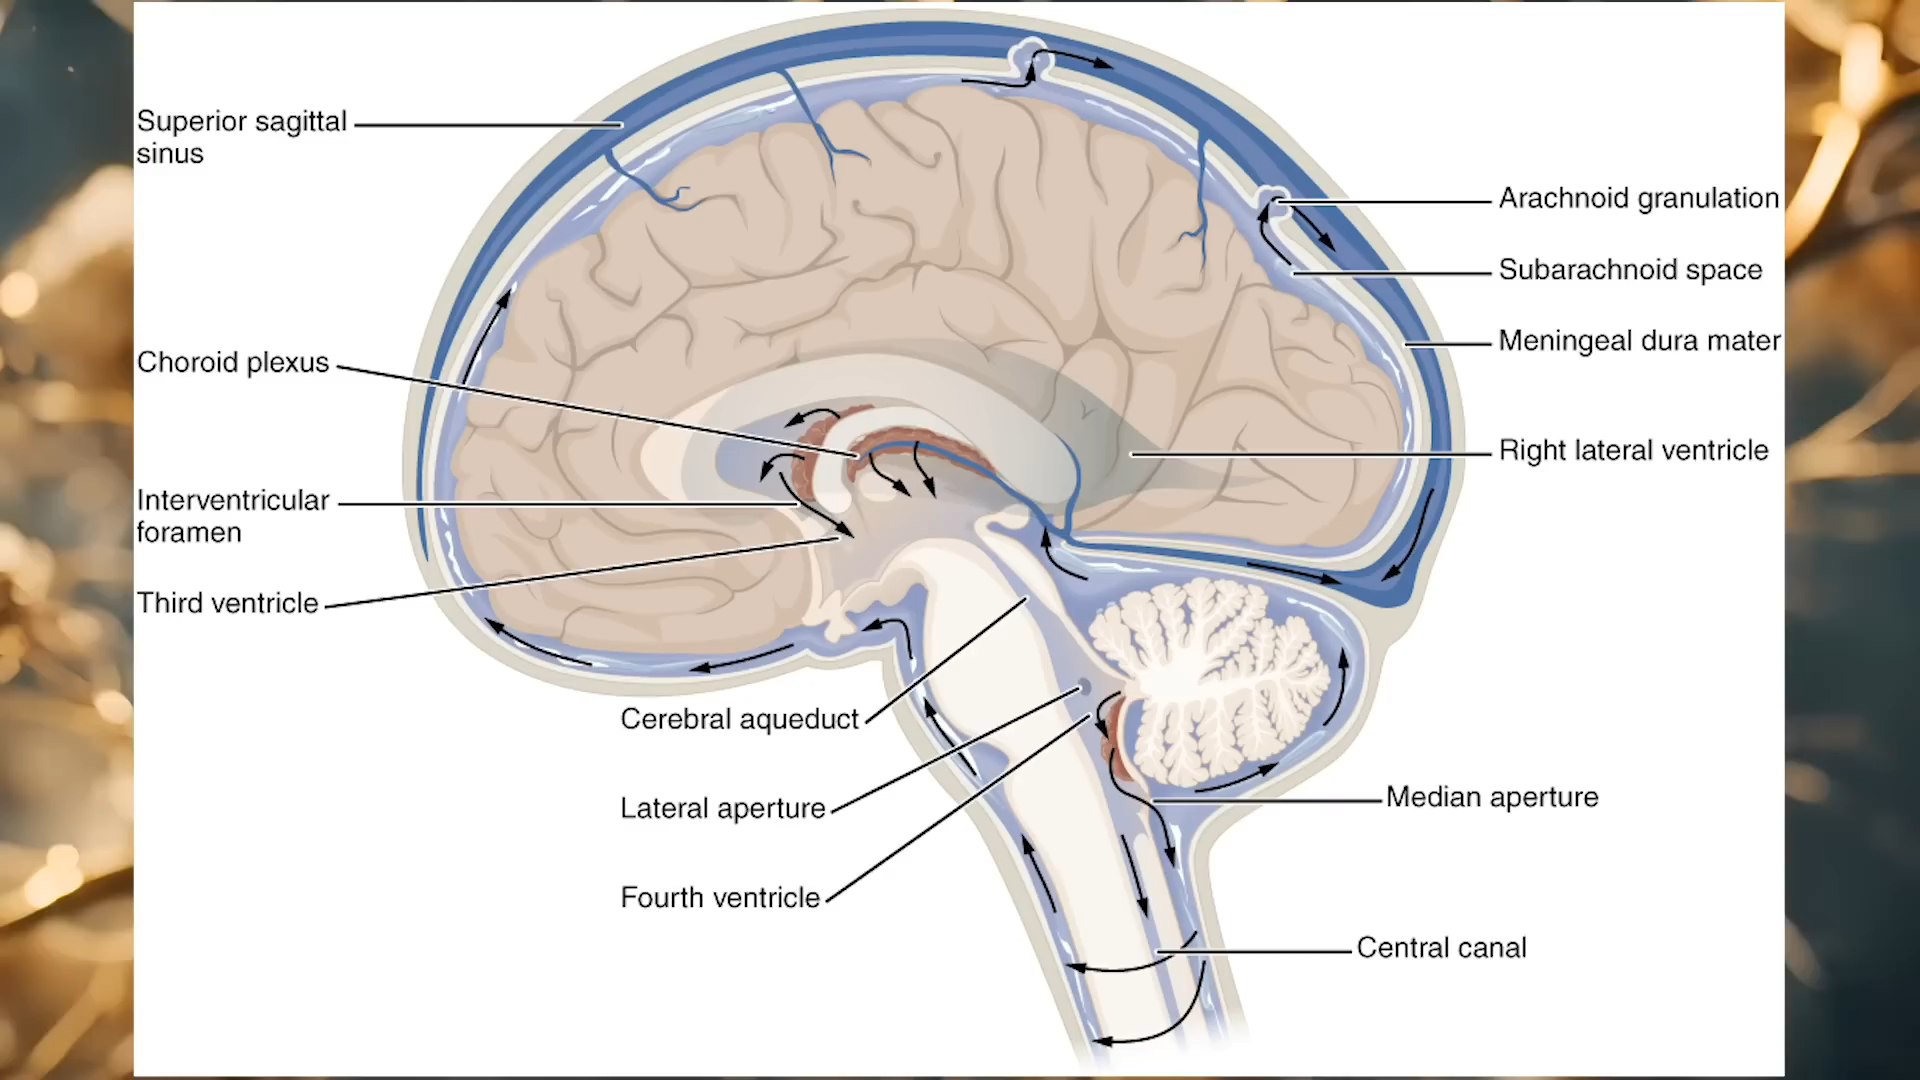 Superior sagittal
sinus
Choroid plexus
Interventricular
foramen
Third ventricle
Cerebral aqueduct
Lateral aperture
Fourth ventricle
Arachnoid granulation
Subarachnoid space
Meningeal dura mater
Right lateral ventricle
Median aperture
Central canal